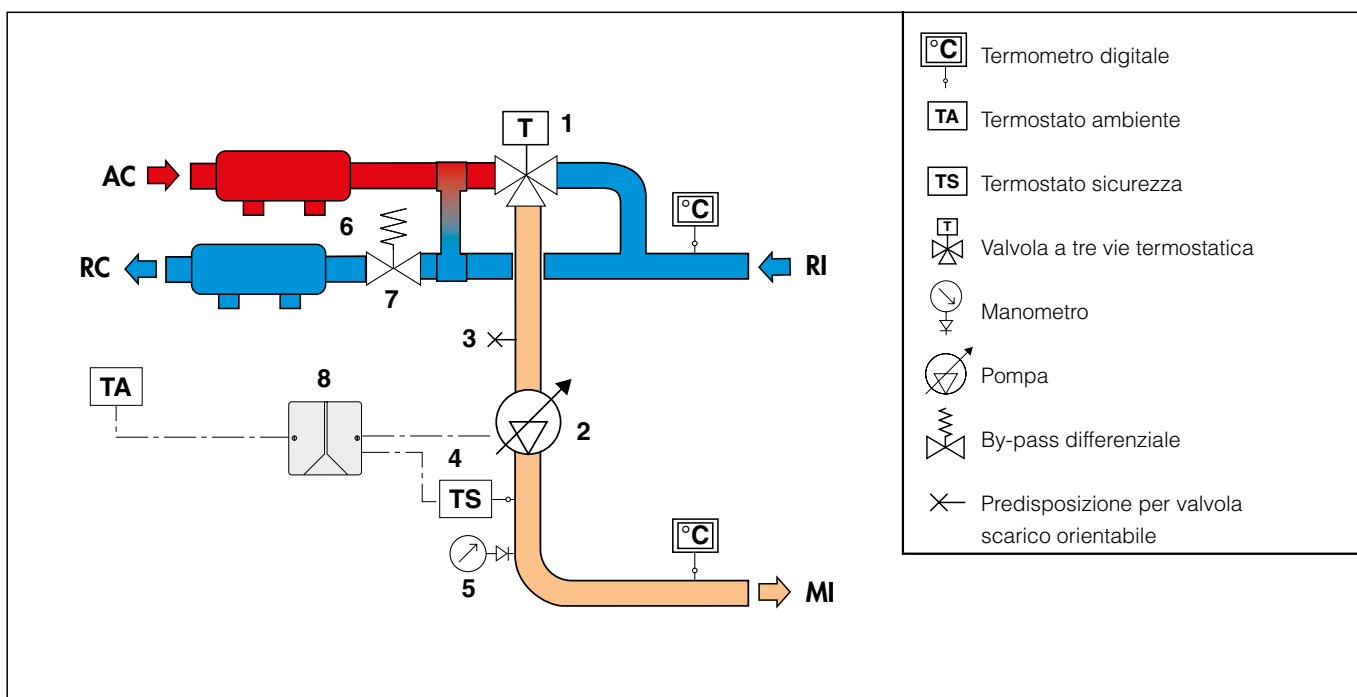 T 1
AC
6
°C
RC
7
RI
3
TA
8
2
4
TS
°C
5
MI
°C Termometro digitale
TA Termostato ambiente
TS Termostato sicurezza
T Valvola a tre vie termostatica
Manometro
Pompa
By-pass differenziale
Predisposizione per valvola
scarico orientabile